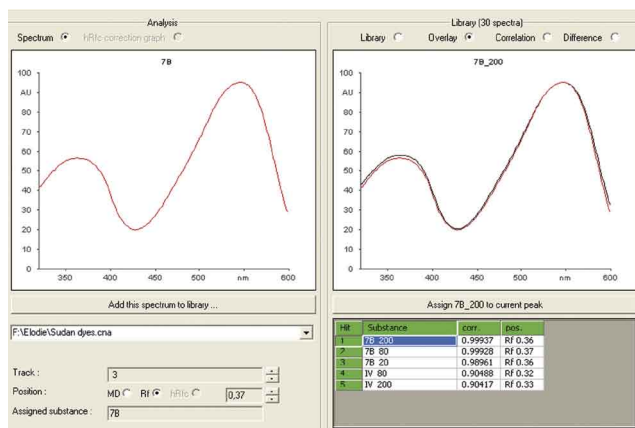 Analysis
Spectrum hRfc correction graph
7B
100
AU
80
70
60
50
40
30
20
10
0
350 400 450 500 nm 600
Add this spectrum to library ...
F:\Elodie\Sudan dyes.cna
Track : 3
Position : MD Rf hRfc 0,37
Assigned substance : 7B
Library (30 spectra)
Library Overlay Correlation Difference
7B_200
100
AU
80
70
60
50
40
30
20
10
0
350 400 450 500 nm 600
Assign 7B_200 to current peak
Hit Substance corr. pos.
1 7B 200 0.99937 Rf 0.36
2 7B 80 0.99928 Rf 0.37
3 7B 20 0.98961 Rf 0.36
4 IV 80 0.90488 Rf 0.32
5 IV 200 0.90417 Rf 0.33